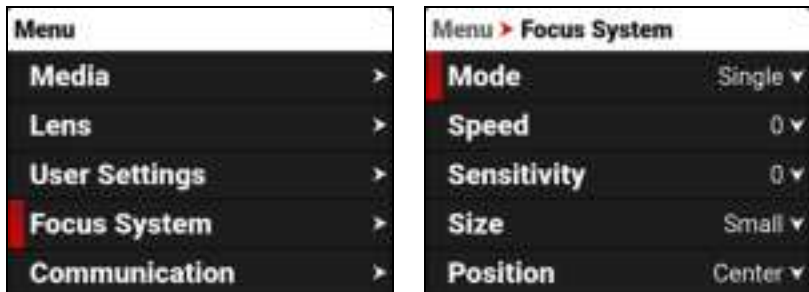 Menu
Media
Lens
User Settings
Focus System
Communication
Menu > Focus System
Mode Single
Speed 0
Sensitivity 0
Size Small
Position Center